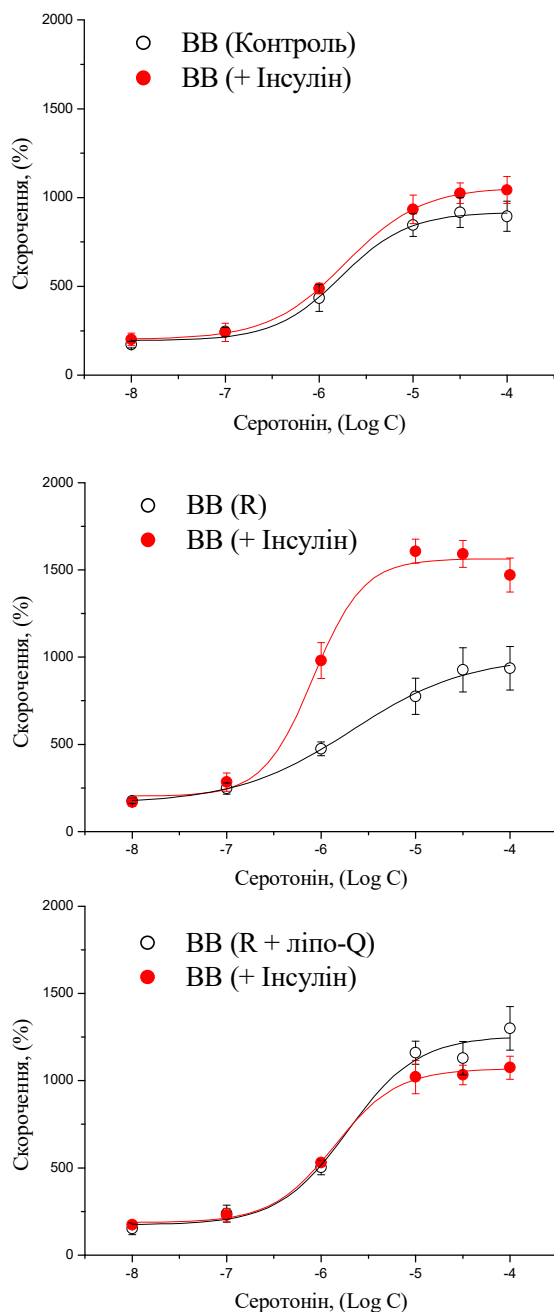 2000
1500
1000
500
0
Скорочення, (%)
ВВ (Контроль)
ВВ (+ Інсулін)
-8 -7 -6 -5 -4
Серотонін, (Log C)
2000
1500
1000
500
0
Скорочення, (%)
ВВ (R)
ВВ (+ Інсулін)
-8 -7 -6 -5 -4
Серотонін, (Log C)
2000
1500
1000
500
0
Скорочення, (%)
ВВ (R + ліпо-Q)
ВВ (+ Інсулін)
-8 -7 -6 -5 -4
Серотонін, (Log C)